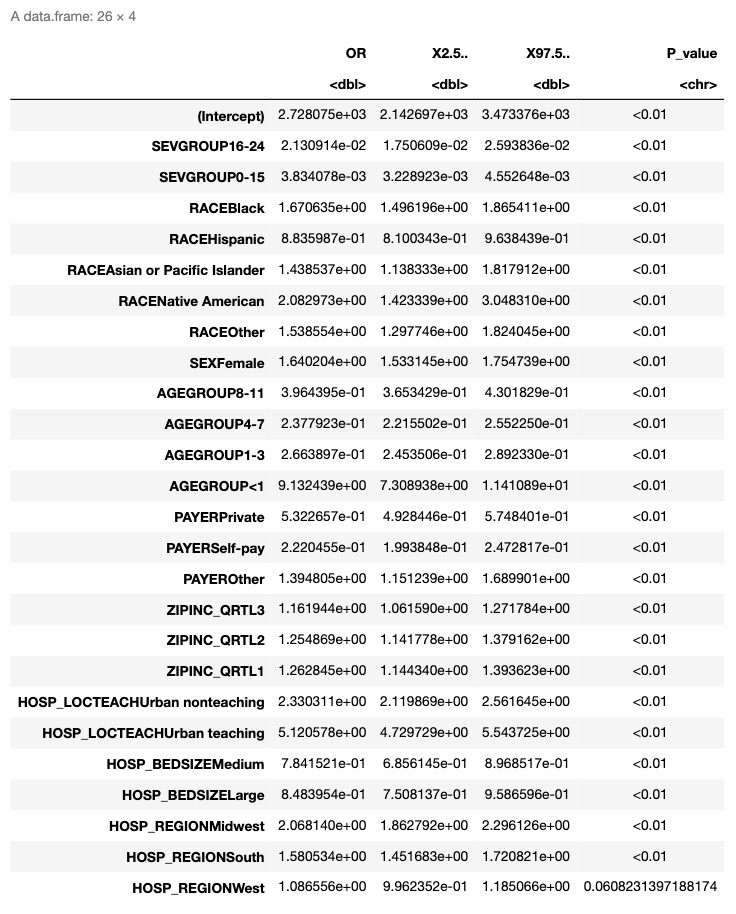 A data.frame: 26 × 4
OR X2.5.. X97.5.. P_value
<dbl> <dbl> <dbl> <chr>
(Intercept) 2.728075e+03 2.142697e+03 3.473376e+03 <0.01
SEVGROUP16-24 2.130914e-02 1.750609e-02 2.593836e-02 <0.01
SEVGROUP0-15 3.834078e-03 3.228923e-03 4.552648e-03 <0.01
RACEBlack 1.670635e+00 1.496196e+00 1.865411e+00 <0.01
RACEHispanic 8.835987e-01 8.100343e-01 9.638439e-01 <0.01
RACEAsian or Pacific Islander 1.438537e+00 1.138333e+00 1.817912e+00 <0.01
RACENative American 2.082973e+00 1.423339e+00 3.048310e+00 <0.01
RACEOther 1.538554e+00 1.297746e+00 1.824045e+00 <0.01
SEXFemale 1.640204e+00 1.533145e+00 1.754739e+00 <0.01
AGEGROUP8-11 3.964395e-01 3.653429e-01 4.301829e-01 <0.01
AGEGROUP4-7 2.377923e-01 2.215502e-01 2.552250e-01 <0.01
AGEGROUP1-3 2.663897e-01 2.453506e-01 2.892330e-01 <0.01
AGEGROUP<1 9.132439e+00 7.308938e+00 1.141089e+01 <0.01
PAYERPrivate 5.322657e-01 4.928446e-01 5.748401e-01 <0.01
PAYERSelf-pay 2.220455e-01 1.993848e-01 2.472817e-01 <0.01
PAYEROther 1.394805e+00 1.151239e+00 1.689901e+00 <0.01
ZIPINC_QRTL3 1.161944e+00 1.061590e+00 1.271784e+00 <0.01
ZIPINC_QRTL2 1.254869e+00 1.141778e+00 1.379162e+00 <0.01
ZIPINC_QRTL1 1.262845e+00 1.144340e+00 1.393623e+00 <0.01
HOSP_LOCTEACHUrban nonteaching 2.330311e+00 2.119869e+00 2.561645e+00 <0.01
HOSP_LOCTEACHUrban teaching 5.120578e+00 4.729729e+00 5.543725e+00 <0.01
HOSP_BEDSIZEMedium 7.841521e-01 6.856145e-01 8.968517e-01 <0.01
HOSP_BEDSIZELarge 8.483954e-01 7.508137e-01 9.586596e-01 <0.01
HOSP_REGIONMidwest 2.068140e+00 1.862792e+00 2.296126e+00 <0.01
HOSP_REGIONSouth 1.580534e+00 1.451683e+00 1.720821e+00 <0.01
HOSP_REGIONWest 1.086556e+00 9.962352e-01 1.185066e+00 0.0608231397188174